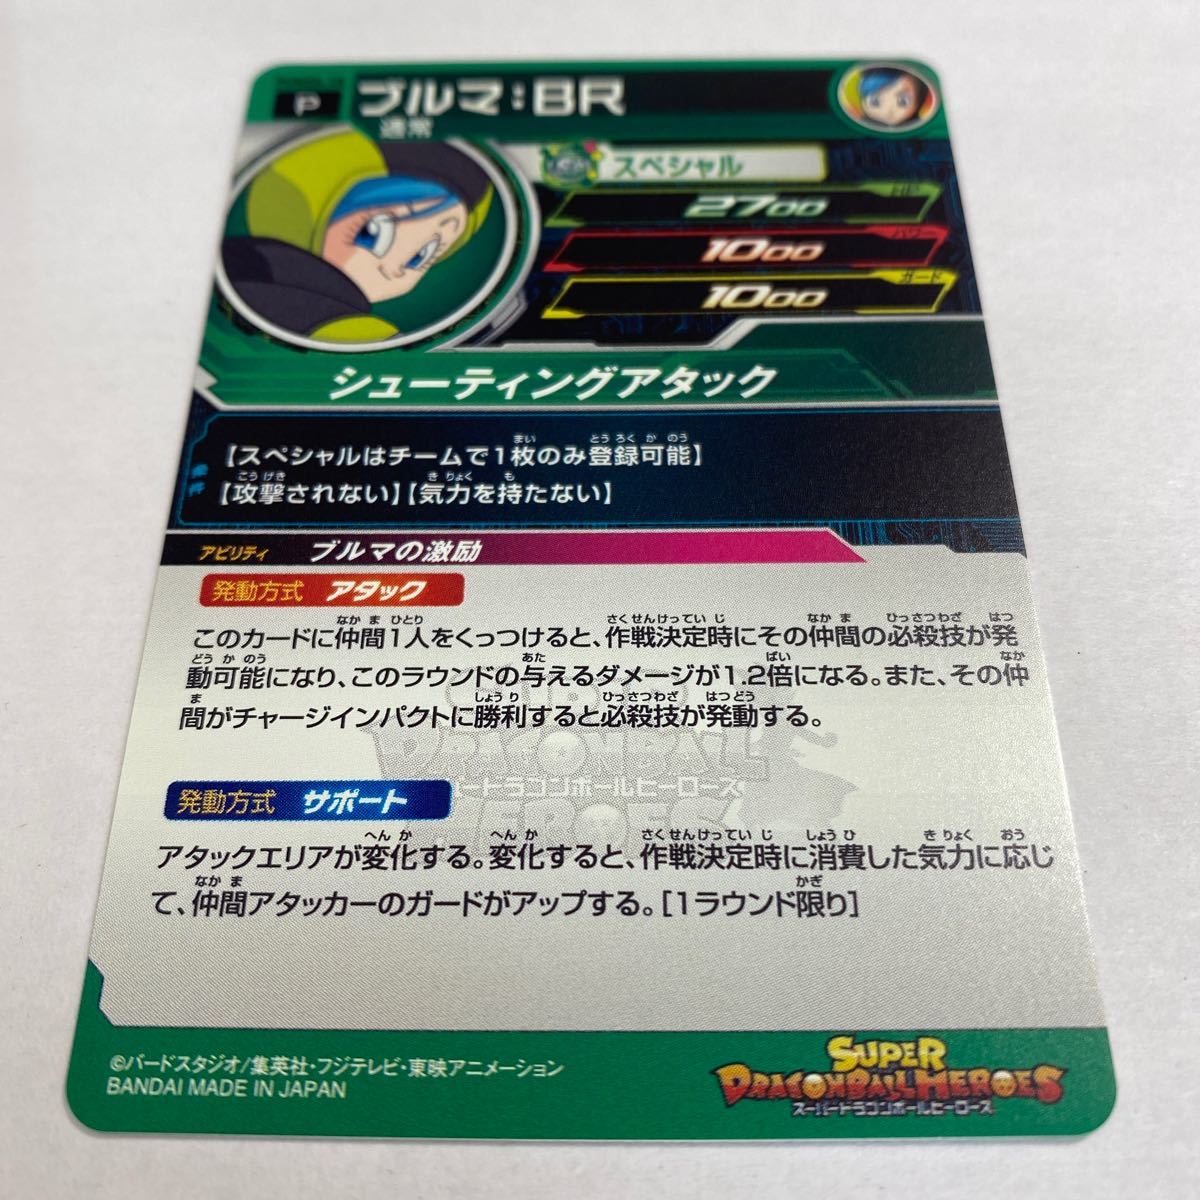 P ブルマ:BR
通常
スペシャル
HP
2700
パワー
1000
ガード
1000
シューティングアタック
条件
【スペシャルはチームで1枚のみ登録可能】
【攻撃されない】【気力を持たない】
アビリティ ブルマの激励
発動方式 アタック
このカードに仲間1人をくっつけると、作戦決定時にその仲間の必殺技が発
動可能になり、このラウンドの与えるダメージが1.2倍になる。また、その仲
間がチャージインパクトに勝利すると必殺技が発動する。
発動方式 サポート
アタックエリアが変化する。変化すると、作戦決定時に消費した気力に応じ
て、仲間アタッカーのガードがアップする。[1ラウンド限り]
©バードスタジオ/集英社・フジテレビ・東映アニメーション
BANDAI MADE IN JAPAN
SUPER
DRAGONBALL HEROES
スーパードラゴンボールヒーローズ